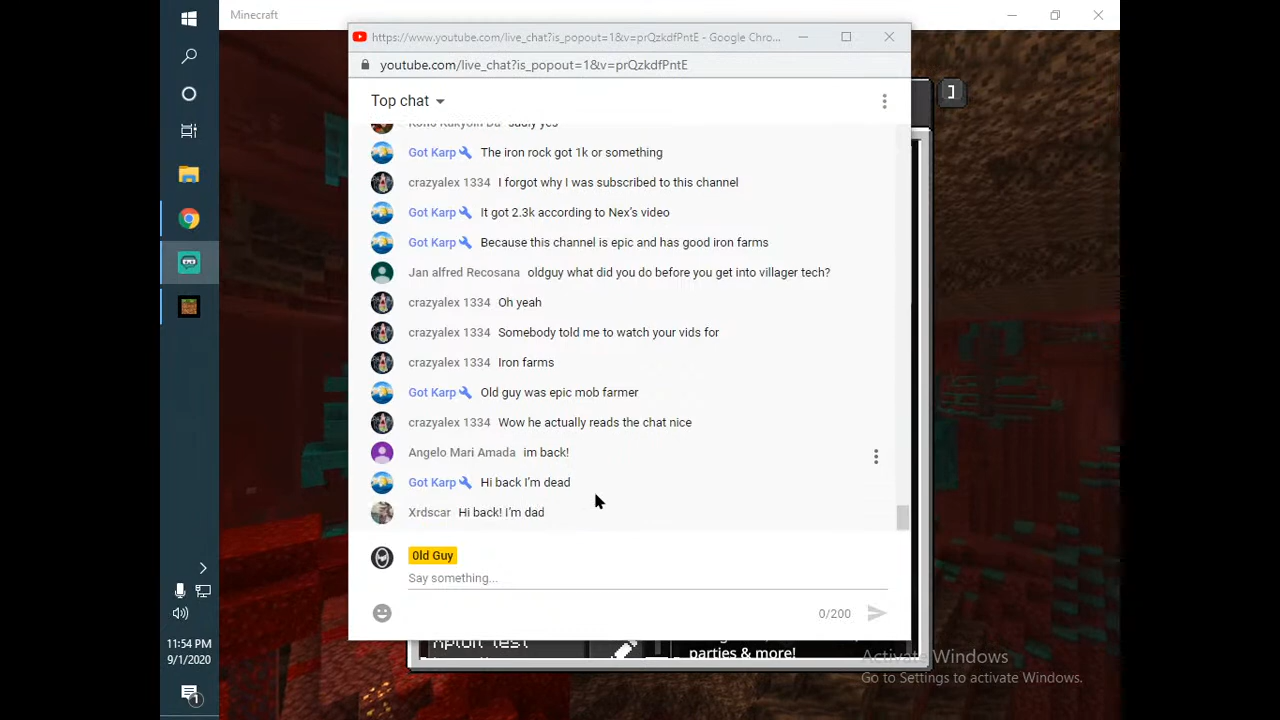 Minecraft
https://www.youtube.com/live_chat?is_popout=1&v=prQzkdfPntE - Google Chro...
youtube.com/live_chat?is_popout=1&v=prQzkdfPntE
Top chat
Got Karp The iron rock got 1k or something
crazyalex 1334 I forgot why I was subscribed to this channel
Got Karp It got 2.3k according to Nex's video
Got Karp Because this channel is epic and has good iron farms
Jan alfred Recosana oldguy what did you do before you get into villager tech?
crazyalex 1334 Oh yeah
crazyalex 1334 Somebody told me to watch your vids for
crazyalex 1334 Iron farms
Got Karp Old guy was epic mob farmer
crazyalex 1334 Wow he actually reads the chat nice
Angelo Mari Amada im back!
Got Karp Hi back I'm dead
Xrdscar Hi back! I'm dad
0ld Guy
Say something...
0/200
parties & more!
Activate Windows
Go to Settings to activate Windows.
11:54 PM
9/1/2020
1